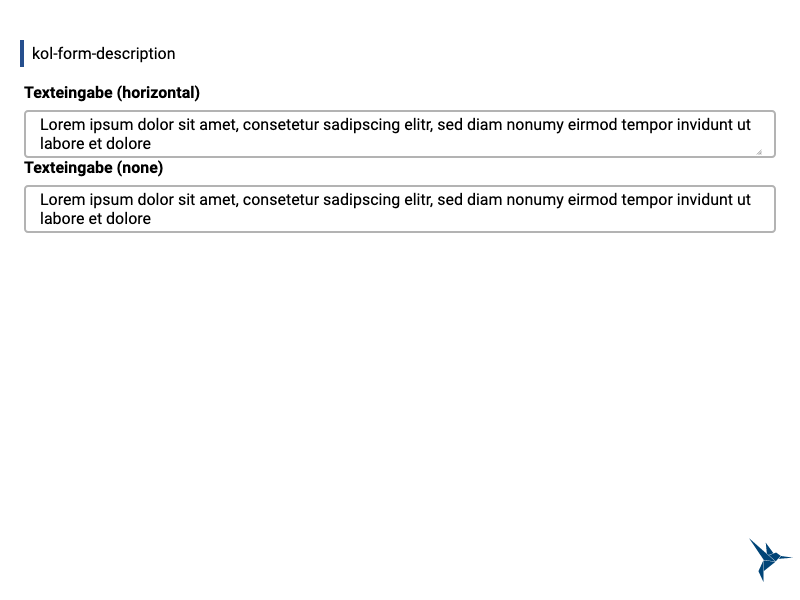 kol-form-description
Texteingabe (horizontal)
Lorem ipsum dolor sit amet, consetetur sadipscing elitr, sed diam nonumy eirmod tempor invidunt ut
labore et dolore
Texteingabe (none)
Lorem ipsum dolor sit amet, consetetur sadipscing elitr, sed diam nonumy eirmod tempor invidunt ut
labore et dolore